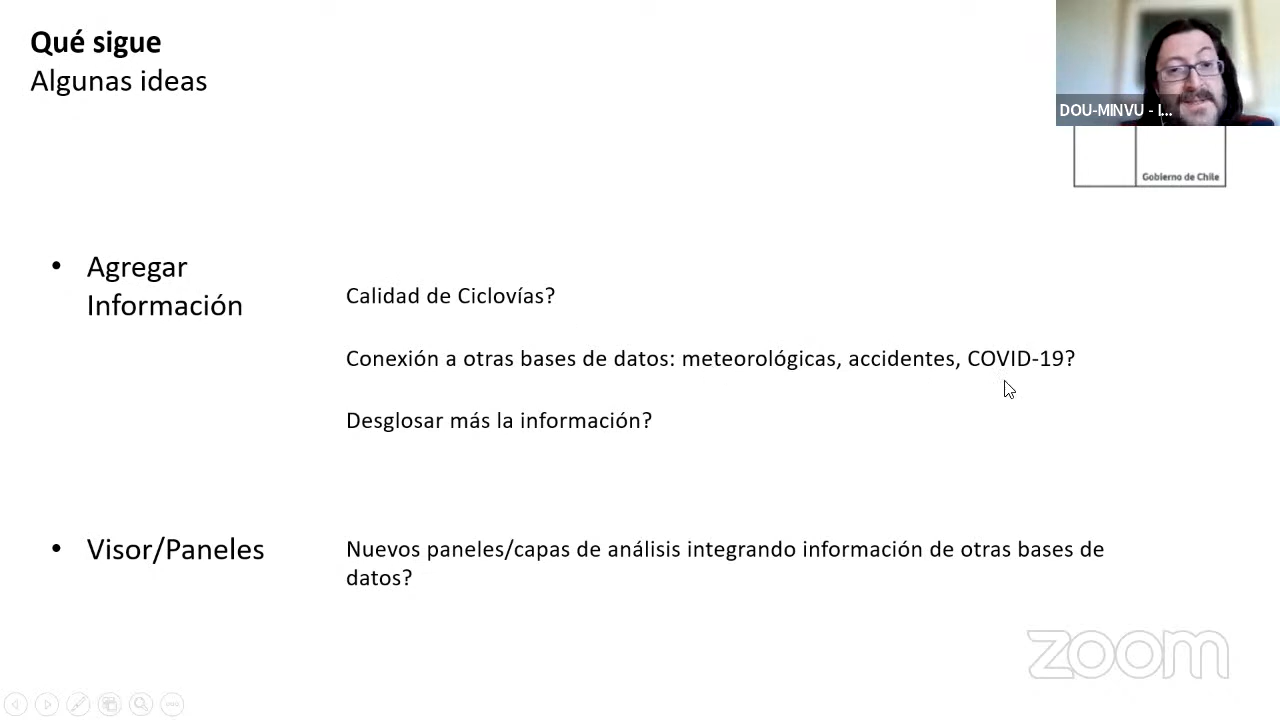 Qué sigue
Algunas ideas
DOU-MINVU - I...
Gobierno de Chile
• Agregar
Información
Calidad de Ciclovías?
Conexión a otras bases de datos: meteorológicas, accidentes, COVID-19?
Desglosar más la información?
• Visor/Paneles
Nuevos paneles/capas de análisis integrando información de otras bases de
datos?
zoom